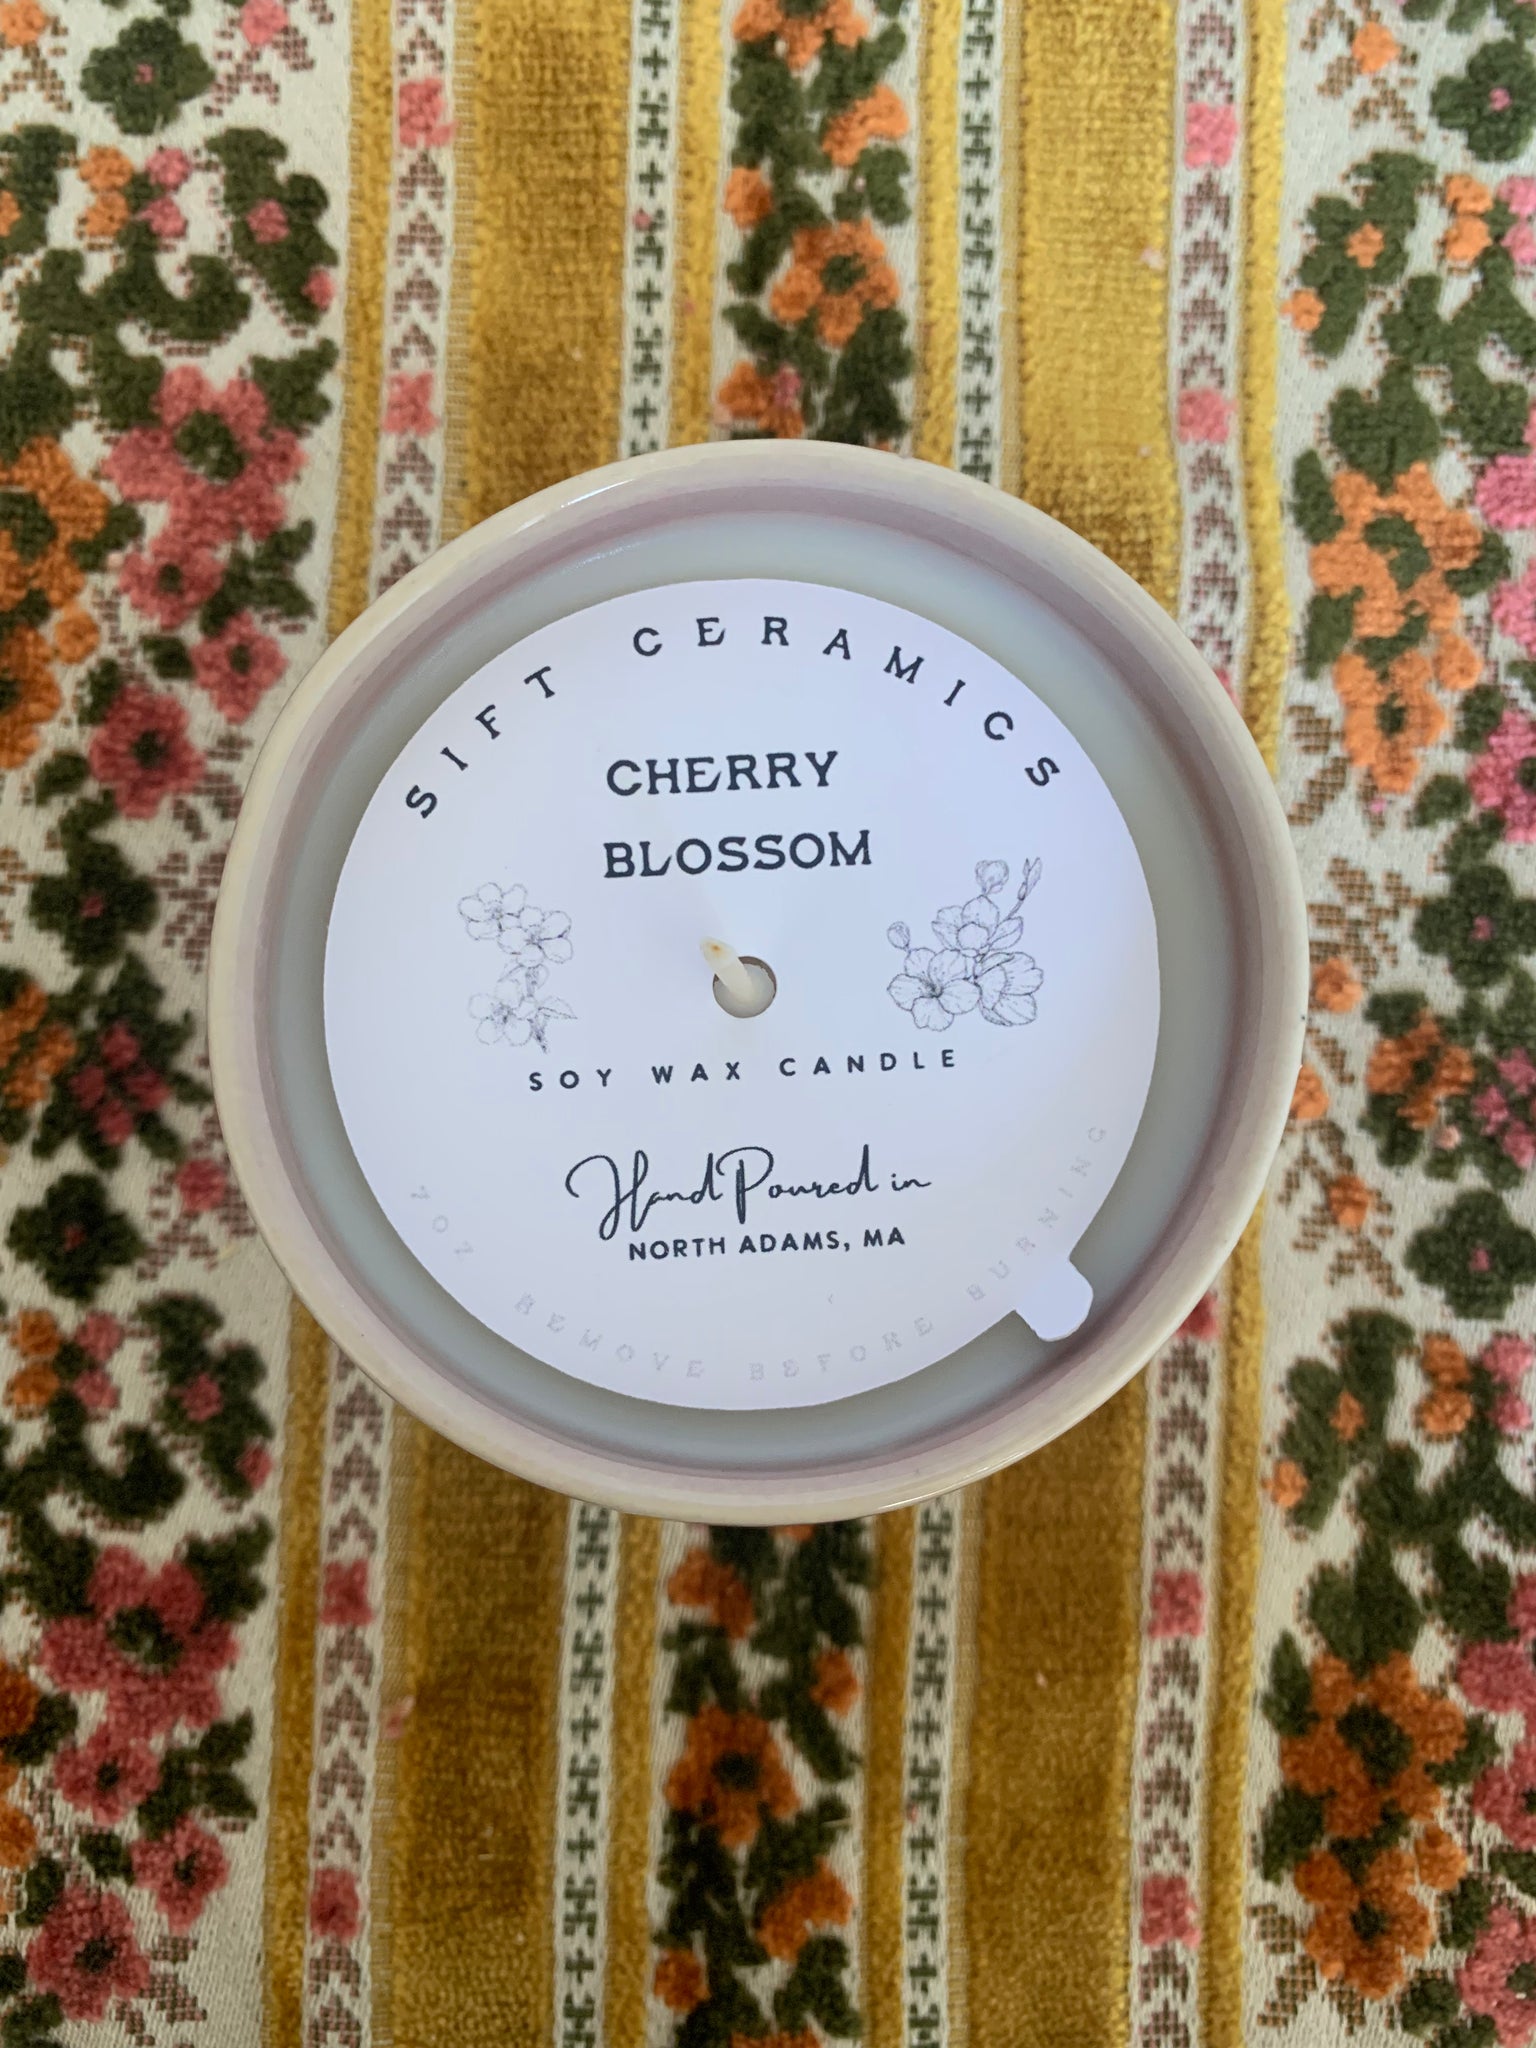 SIFT CERAMICS
CHERRY
BLOSSOM
SOY WAX CANDLE
Hand Poured in
NORTH ADAMS, MA
7OZ REMOVE BEFORE BURNING